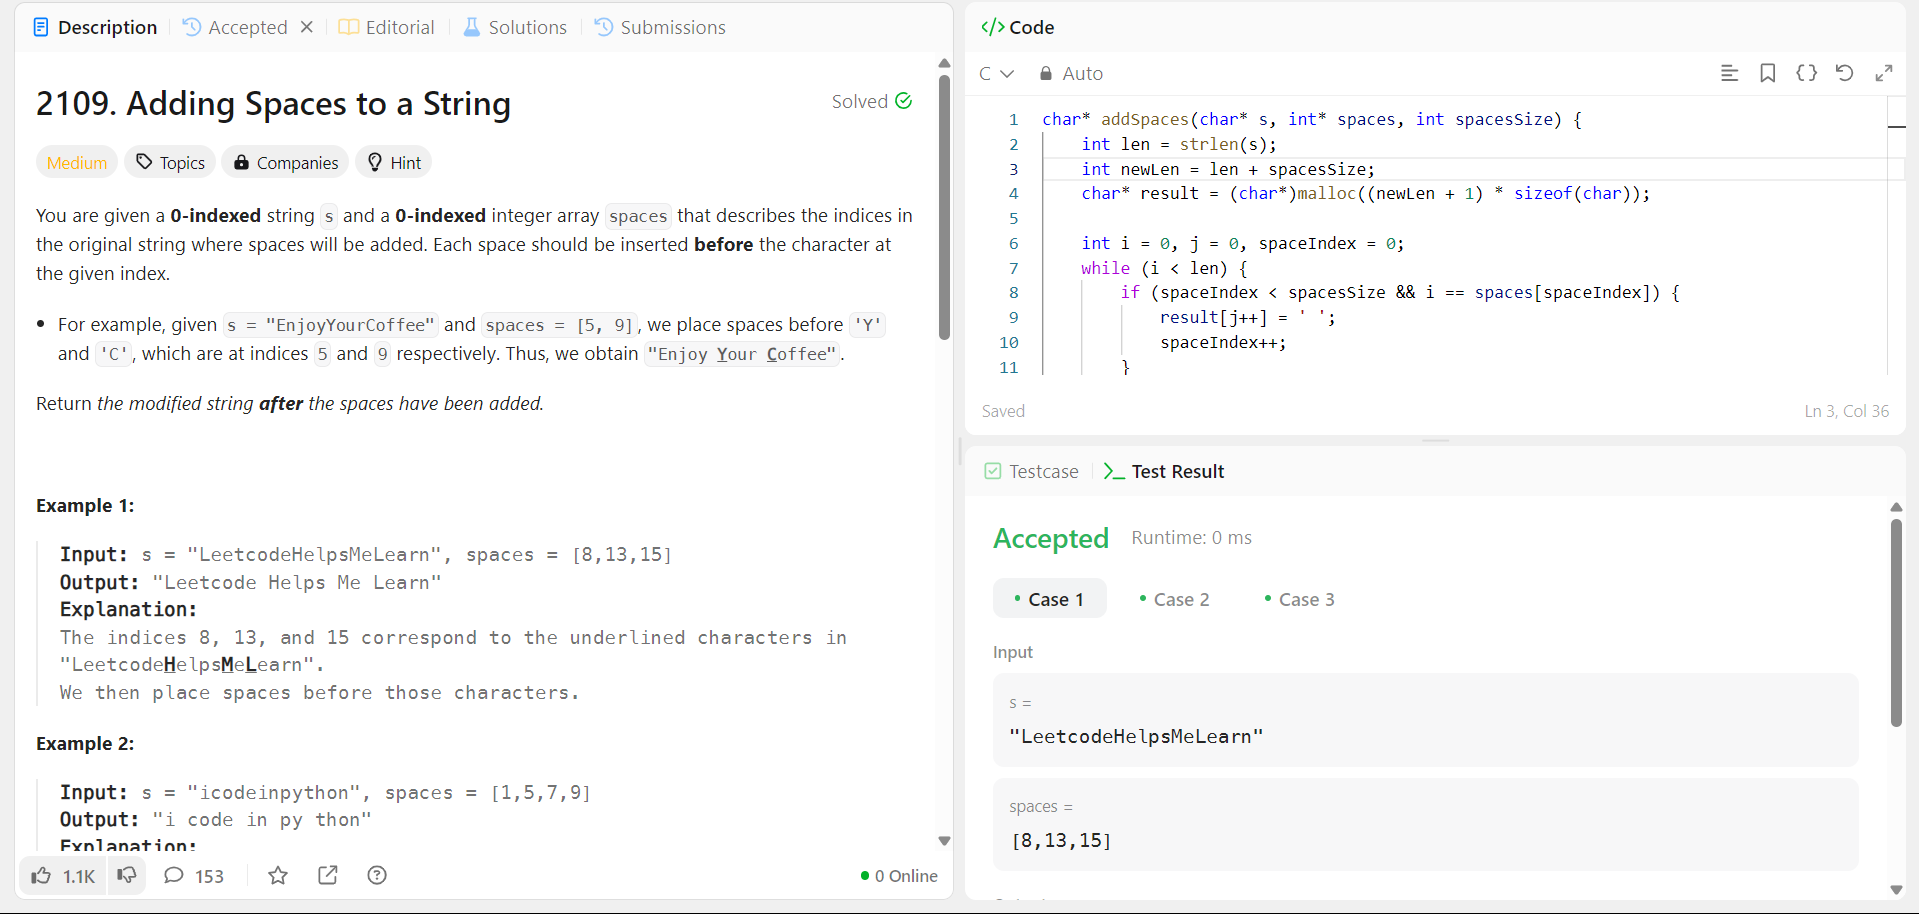 Description Accepted Editorial Solutions Submissions
2109. Adding Spaces to a String
Solved
Medium Topics Companies Hint
You are given a 0-indexed string s and a 0-indexed integer array spaces that describes the indices in
the original string where spaces will be added. Each space should be inserted before the character at
the given index.
• For example, given s = "EnjoyYourCoffee" and spaces = [5, 9], we place spaces before 'Y'
and 'C', which are at indices 5 and 9 respectively. Thus, we obtain "Enjoy Your Coffee".
Return the modified string after the spaces have been added.
Example 1:
Input: s = "LeetcodeHelpsMeLearn", spaces = [8,13,15]
Output: "Leetcode Helps Me Learn"
Explanation:
The indices 8, 13, and 15 correspond to the underlined characters in
"LeetcodeHelpsMeLearn".
We then place spaces before those characters.
Example 2:
Input: s = "icodeinpython", spaces = [1,5,7,9]
Output: "i code in py thon"
Explanation:
1.1K 153 0 Online
</> Code
C Auto
1 char* addSpaces(char* s, int* spaces, int spacesSize) {
2 int len = strlen(s);
3 int newLen = len + spacesSize;
4 char* result = (char*)malloc((newLen + 1) * sizeof(char));
5
6 int i = 0, j = 0, spaceIndex = 0;
7 while (i < len) {
8 if (spaceIndex < spacesSize && i == spaces[spaceIndex]) {
9 result[j++] = ' ';
10 spaceIndex++;
11 }
Saved
Ln 3, Col 36
Testcase Test Result
Accepted Runtime: 0 ms
Case 1 Case 2 Case 3
Input
s =
"LeetcodeHelpsMeLearn"
spaces =
[8,13,15]